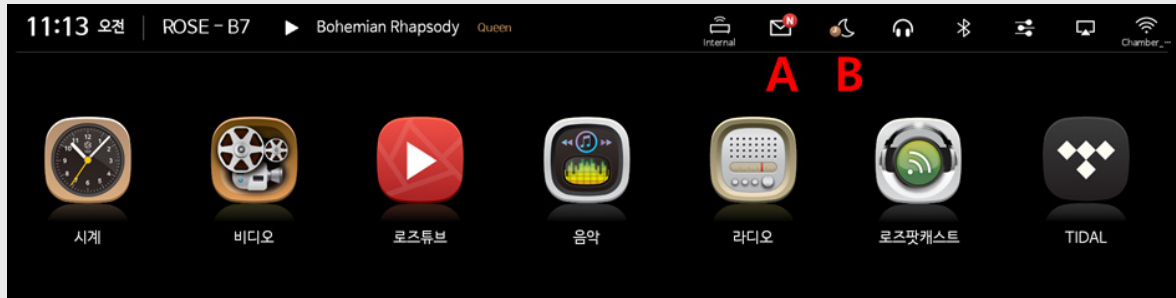 11:13 오전 ROSE - B7 Bohemian Rhapsody Queen
Internal N Chamber_...
A B
시계 비디오 로즈튜브 음악 라디오 로즈팟캐스트 TIDAL